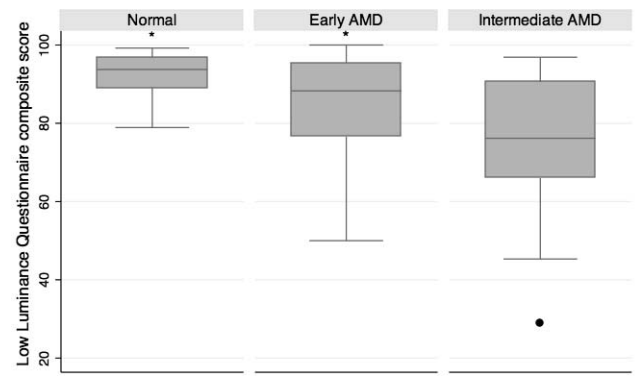 Normal
Early AMD
Intermediate AMD
* *
Low Luminance Questionnaire composite score
100
80
60
40
20